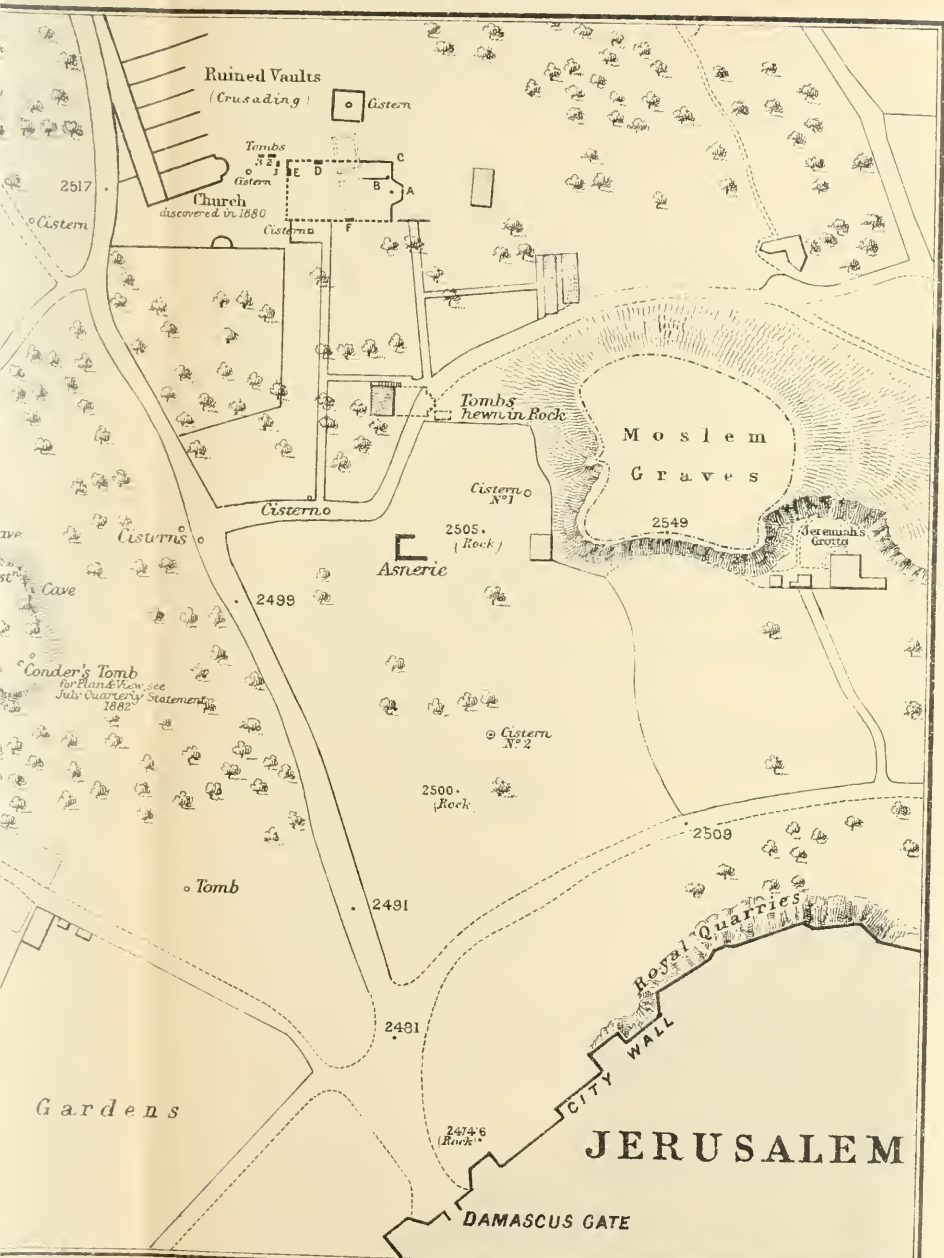 Ruined Vaults
(Crusading)
Cistern
Tombs
3 2
1
Cistern
E
D
C
B
A
F
2517
Church
discovered in 1880
Cistern
Cistern
Tombs
hewn in Rock
Moslem
Graves
2549
Cistern
Nº 1
Cistern
2505
(Rock)
Jeremiah's
Grotto
Cisterns
Asnerie
Cave
2499
Conder's Tomb
for Plan & View, see
July Quarterly Statement
1882
Cistern
Nº 2
2500
(Rock
2509
Tomb
2491
Royal Quarries
2481
CITY WALL
Gardens
2474.6
(Rock)
JERUSALEM
DAMASCUS GATE